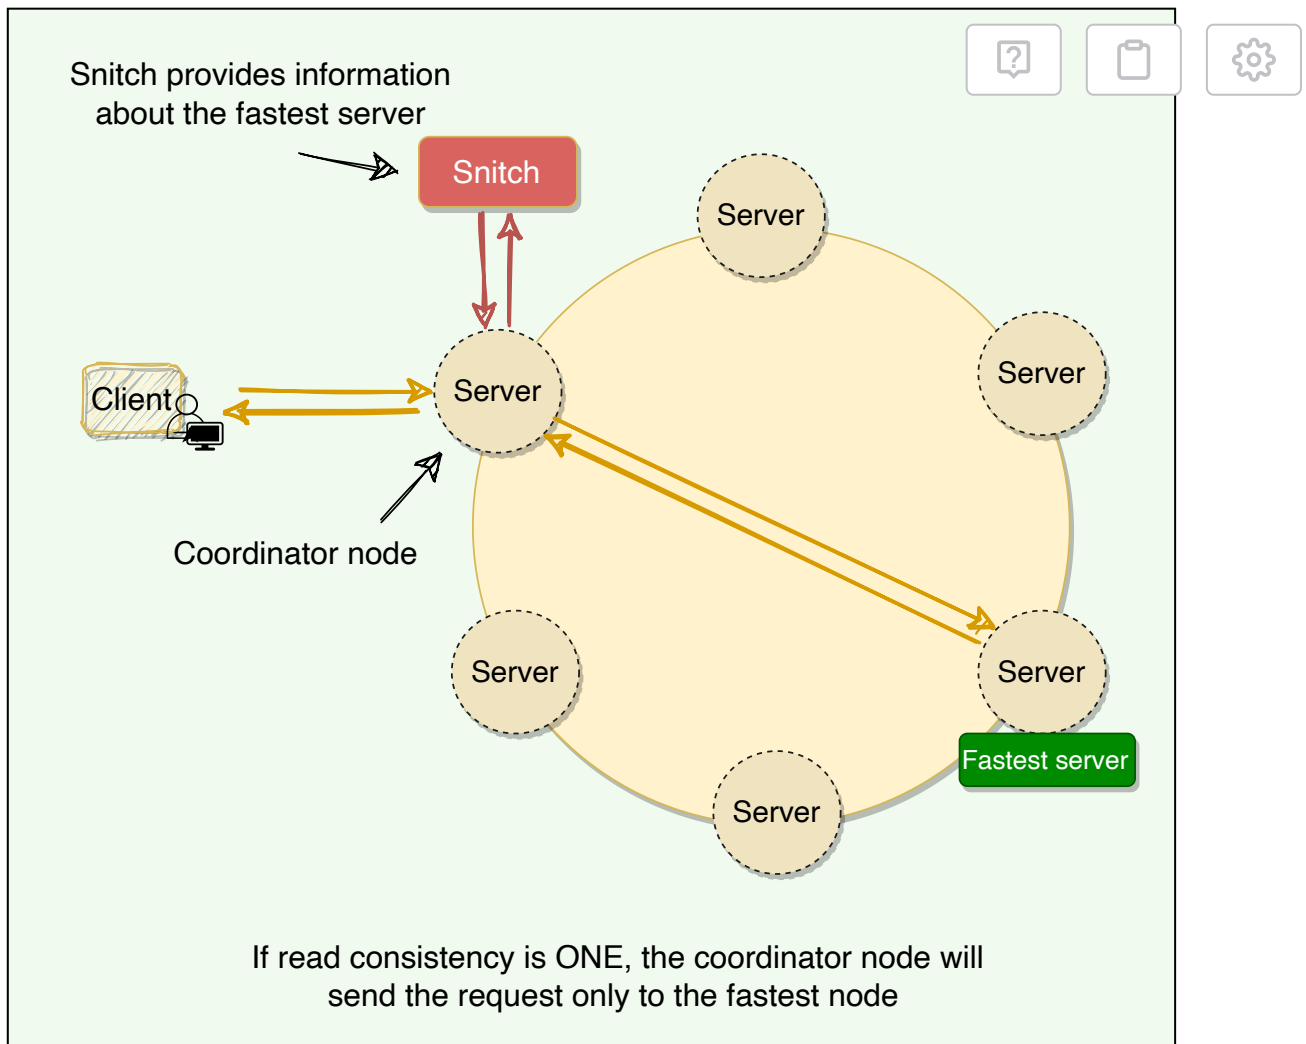 Snitch provides information
about the fastest server
Snitch
Server
Server
Client
Server
Coordinator node
Server
Server
Fastest server
Server
If read consistency is ONE, the coordinator node will
send the request only to the fastest node